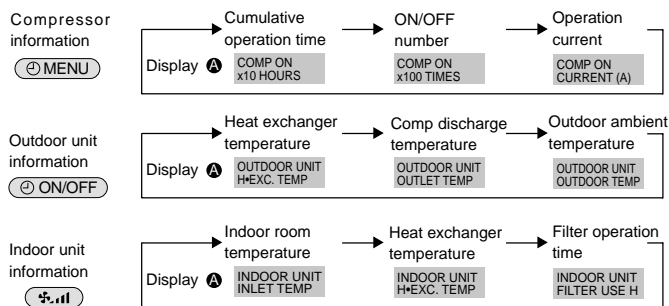 Compressor
information
MENU
Display A
Cumulative
operation time
COMP ON
x10 HOURS
ON/OFF
number
COMP ON
x100 TIMES
Operation
current
COMP ON
CURRENT (A)
Outdoor unit
information
ON/OFF
Display A
Heat exchanger
temperature
OUTDOOR UNIT
H•EXC. TEMP
Comp discharge
temperature
OUTDOOR UNIT
OUTLET TEMP
Outdoor ambient
temperature
OUTDOOR UNIT
OUTDOOR TEMP
Indoor unit
information
Display A
Indoor room
temperature
INDOOR UNIT
INLET TEMP
Heat exchanger
temperature
INDOOR UNIT
H•EXC. TEMP
Filter operation
time
INDOOR UNIT
FILTER USE H